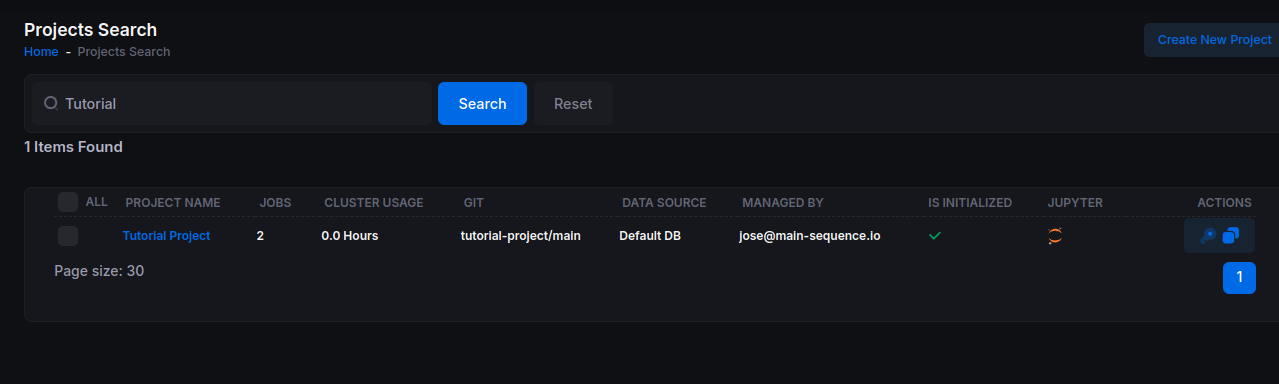 Projects Search
Home - Projects Search
Create New Project
Tutorial
Search
Reset
1 Items Found
ALL PROJECT NAME JOBS CLUSTER USAGE GIT DATA SOURCE MANAGED BY IS INITIALIZED JUPYTER ACTIONS
Tutorial Project 2 0.0 Hours tutorial-project/main Default DB jose@main-sequence.io
Page size: 30
1